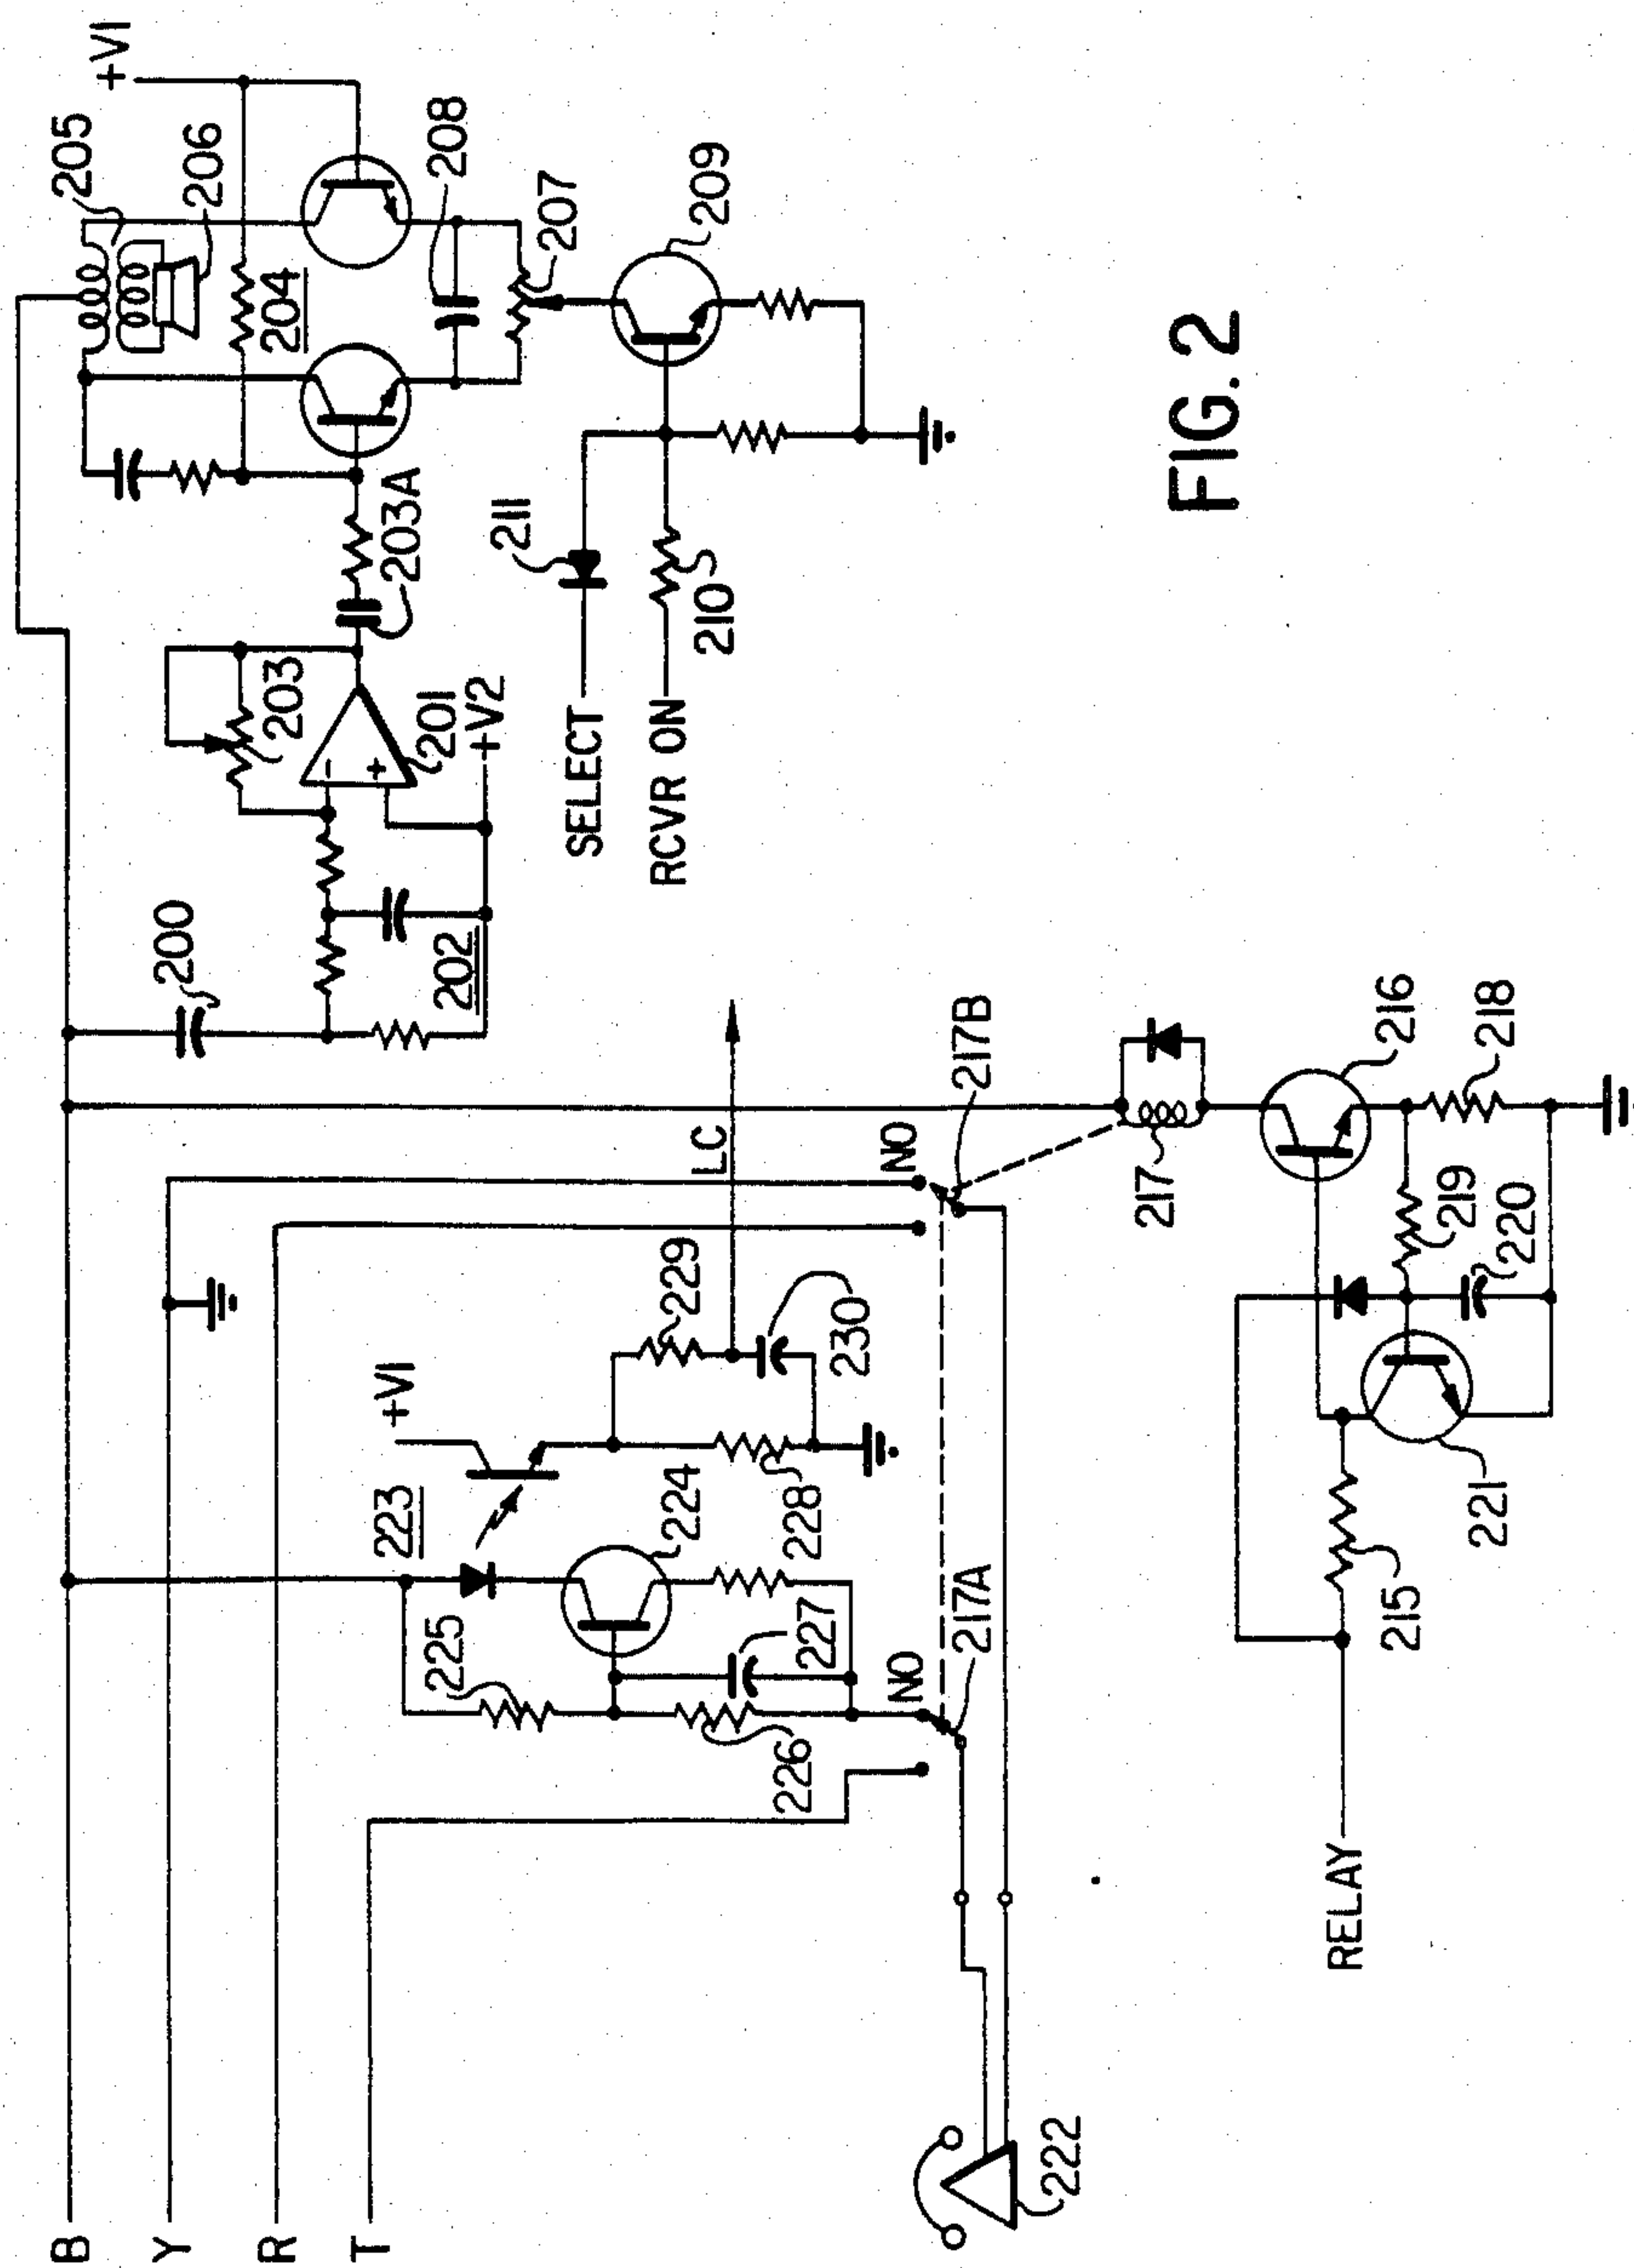 B
Y
R
T
+V1
205
206
204
208
207
209
203A
211
210
203
201
+V2
SELECT
RCVR ON
200
202
LC
217B
NO
229
230
+V1
223
224
228
225
227
226
NO
217A
217
216
218
219
220
221
215
RELAY
222
FIG. 2